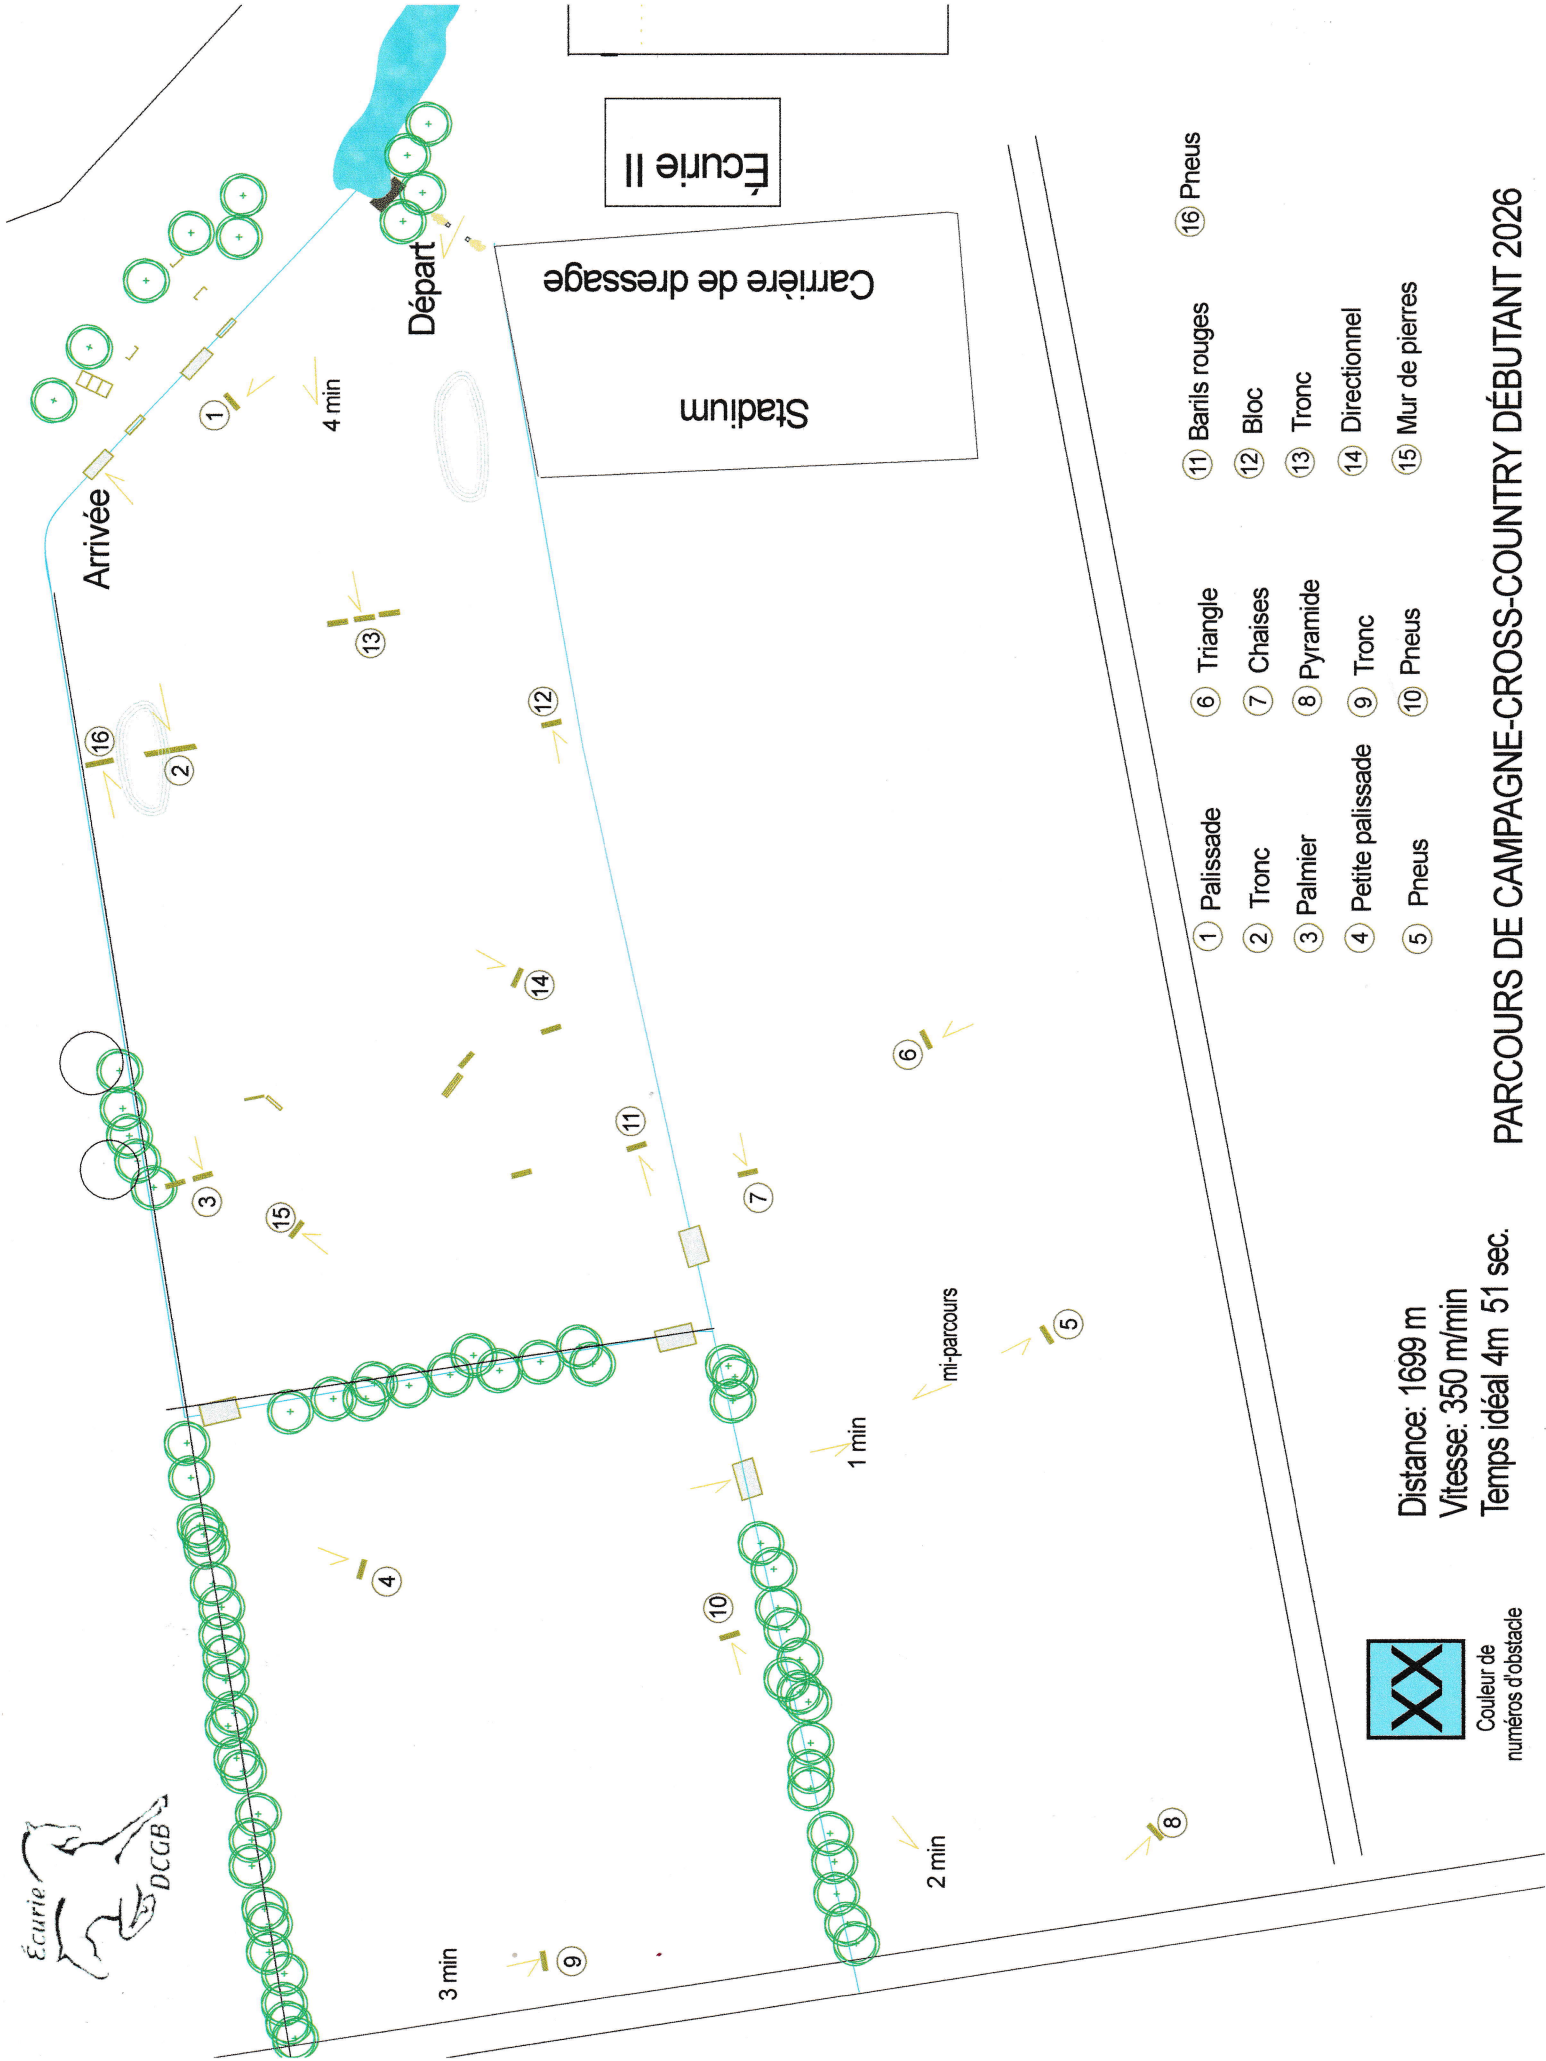 Écurie
DCGB
Arrivée
Départ
Écurie II
Carrière de dressage
Stadium
1
2
3
4
5
6
7
8
9
10
11
12
13
14
15
16
1 min
2 min
3 min
4 min
mi-parcours
1 Palissade
2 Tronc
3 Palmier
4 Petite palissade
5 Pneus
6 Triangle
7 Chaises
8 Pyramide
9 Tronc
10 Pneus
11 Barils rouges
12 Bloc
13 Tronc
14 Directionnel
15 Mur de pierres
16 Pneus
XX
Couleur de
numéros d'obstacle
Distance: 1699 m
Vitesse: 350 m/min
Temps idéal 4m 51 sec.
PARCOURS DE CAMPAGNE-CROSS-COUNTRY DÉBUTANT 2026